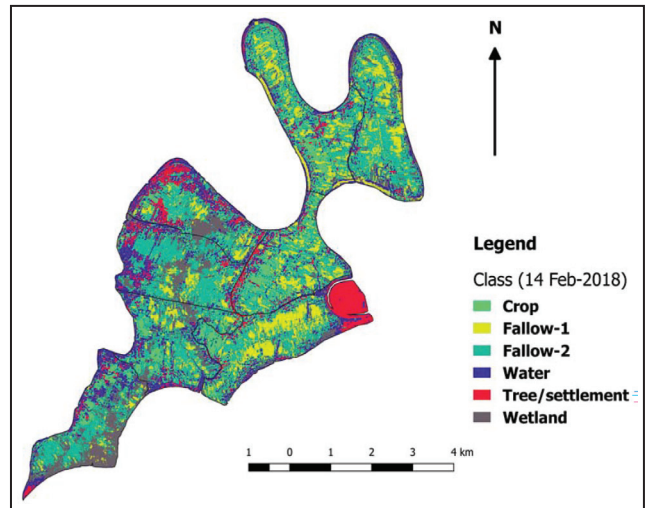 N
Legend
Class (14 Feb-2018)
Crop
Fallow-1
Fallow-2
Water
Tree/settlement
Wetland
1 0 1 2 3 4 km